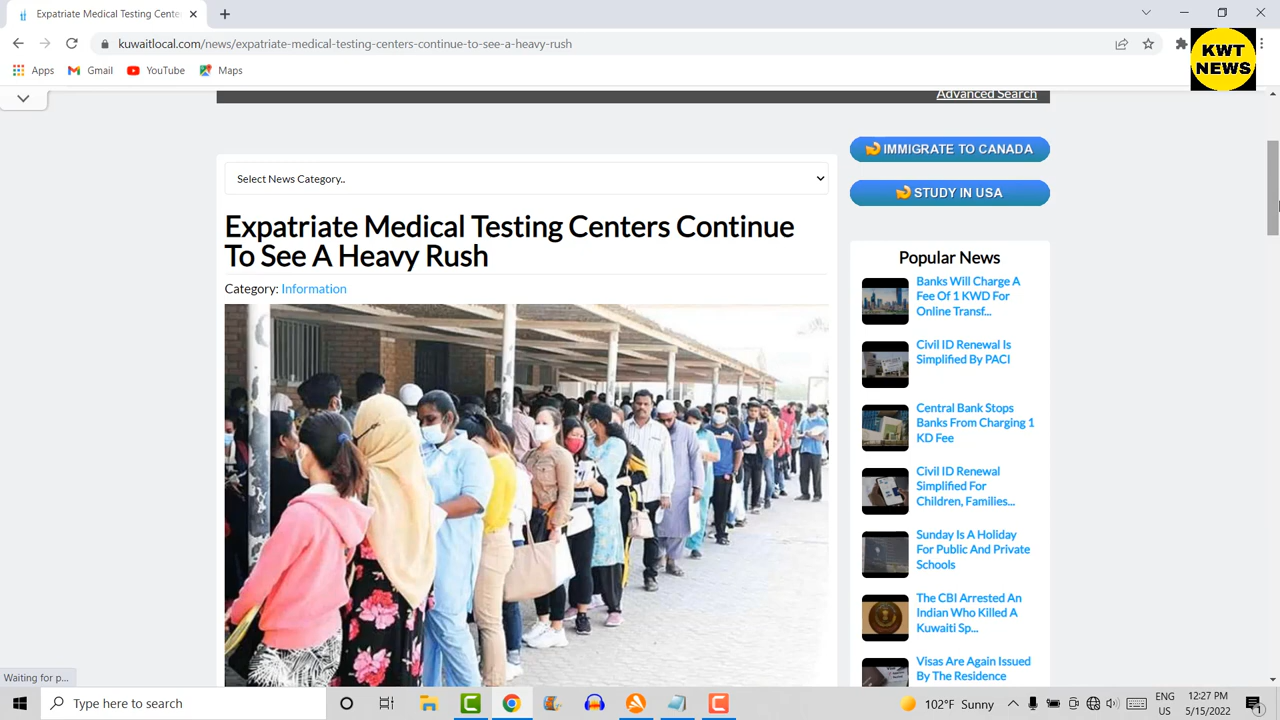 Expatriate Medical Testing Cente
kuwaitlocal.com/news/expatriate-medical-testing-centers-continue-to-see-a-heavy-rush
KWT
NEWS
Apps
Gmail
YouTube
Maps
Advanced Search
IMMIGRATE TO CANADA
STUDY IN USA
Select News Category..
Expatriate Medical Testing Centers Continue
To See A Heavy Rush
Category: Information
Popular News
Banks Will Charge A
Fee Of 1 KWD For
Online Transf...
Civil ID Renewal Is
Simplified By PACI
Central Bank Stops
Banks From Charging 1
KD Fee
Civil ID Renewal
Simplified For
Children, Families...
Sunday Is A Holiday
For Public And Private
Schools
The CBI Arrested An
Indian Who Killed A
Kuwaiti Sp...
Visas Are Again Issued
By The Residence
Waiting for p...
Type here to search
102°F Sunny
ENG
US
12:27 PM
5/15/2022
1